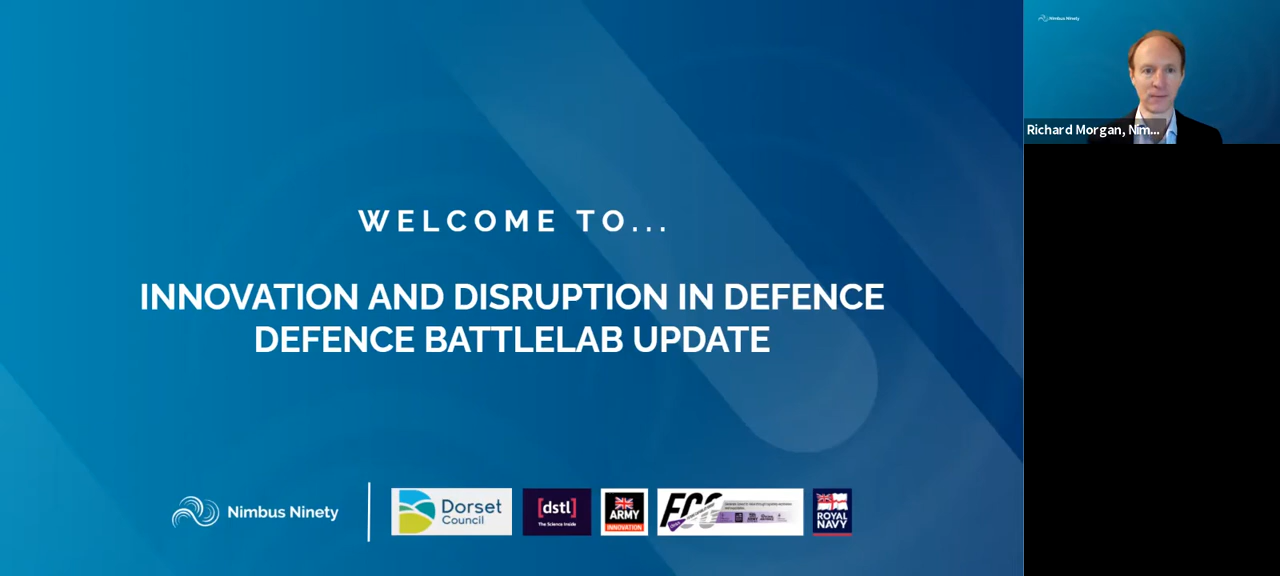 WELCOME TO...
INNOVATION AND DISRUPTION IN DEFENCE
DEFENCE BATTLELAB UPDATE
Nimbus Ninety
Dorset
Council
[dstl]
The Science Inside
ARMY
INNOVATION
ROYAL
NAVY
Nimbus Ninety
Richard Morgan, Nim...